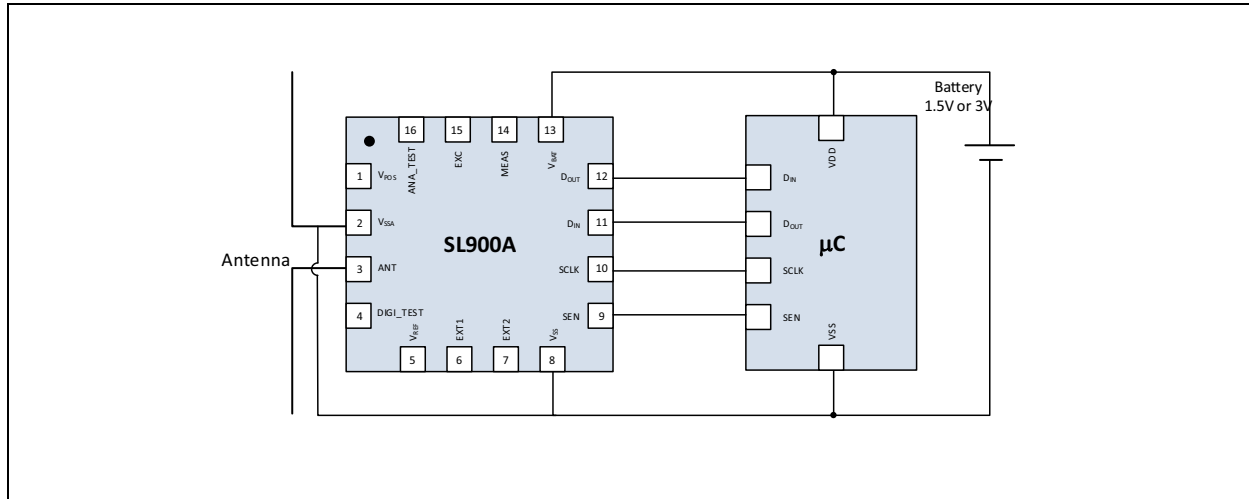 Battery
1.5V or 3V
16
15
14
13
ANA_TEST
EXC
MEAS
VBAT
VDD
1
VPOS
DOUT
12
DIN
2
VSSA
DIN
11
DOUT
SL900A
µC
Antenna
3
ANT
SCLK
10
SCLK
4
DIGI_TEST
SEN
9
SEN
VREF
EXT1
EXT2
VSS
VSS
5
6
7
8